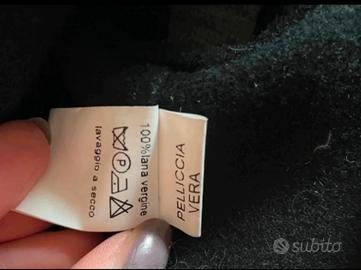 100%lana vergine
lavaggio a secco
PELLICCIA
VERA
subito